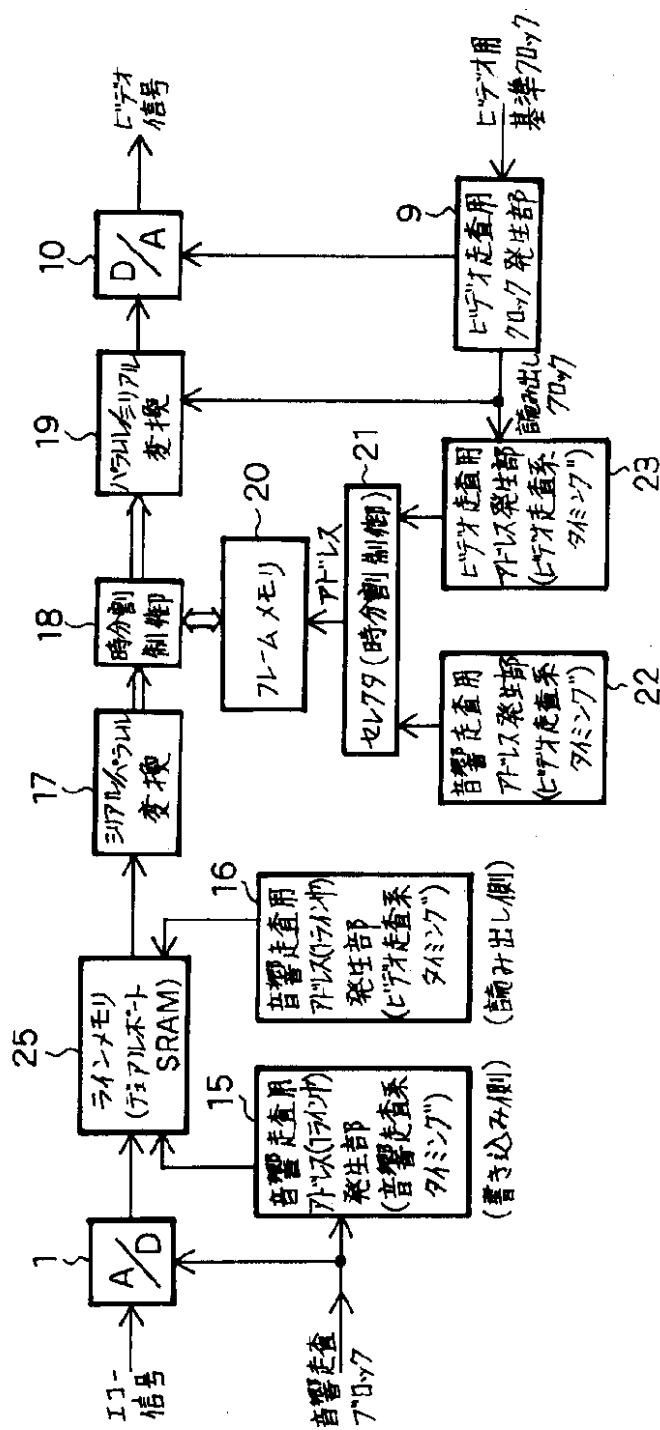 エコー
信号
1
A/D
音響走査
ブロック
25
ラインメモリ
(デュアルポート
SRAM)
15
音響走査用
アドレス(1ライン中)
発生部
(音響走査系
タイミング)
(書き込み側)
16
音響走査用
アドレス(1ライン中)
発生部
(ビデオ走査系
タイミング)
(読み出し側)
17
シリアル/パラレル
変換
18
時分割
制御
19
パラレル/シリアル
変換
10
D/A
ビデオ
信号
20
フレームメモリ
アドレス
21
セレクタ(時分割制御)
22
音響走査用
アドレス発生部
(ビデオ走査系
タイミング)
23
ビデオ走査用
アドレス発生部
(ビデオ走査系
タイミング)
読み出し
クロック
9
ビデオ走査用
クロック発生部
ビデオ用
基準クロック